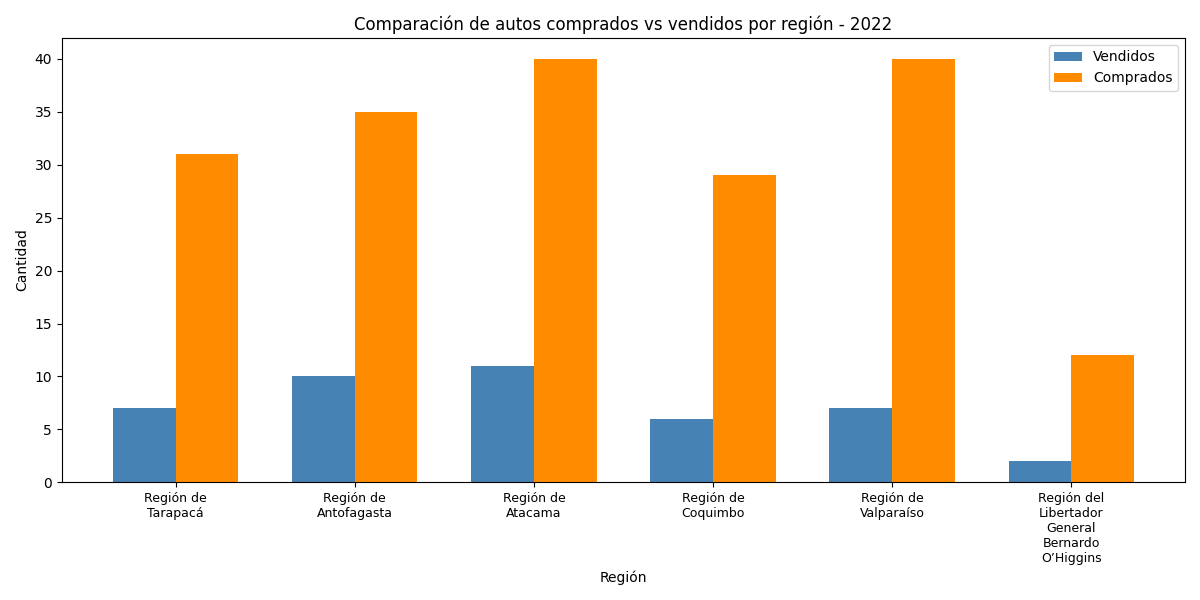 Comparación de autos comprados vs vendidos por región - 2022
Vendidos
Comprados
Cantidad
40
35
30
25
20
15
10
5
0
Región de
Tarapacá
Región de
Antofagasta
Región de
Atacama
Región de
Coquimbo
Región de
Valparaíso
Región del
Libertador
General
Bernardo
O’Higgins
Región